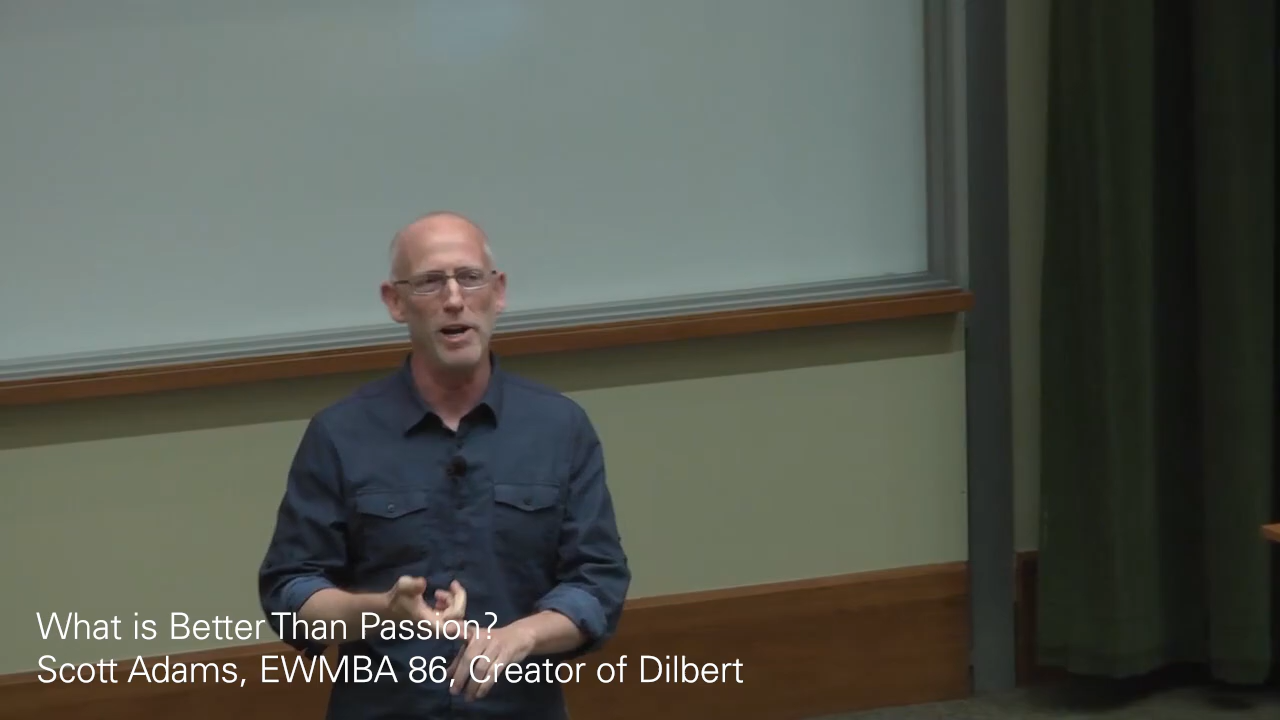 What is Better Than Passion?
Scott Adams, EWMBA 86, Creator of Dilbert